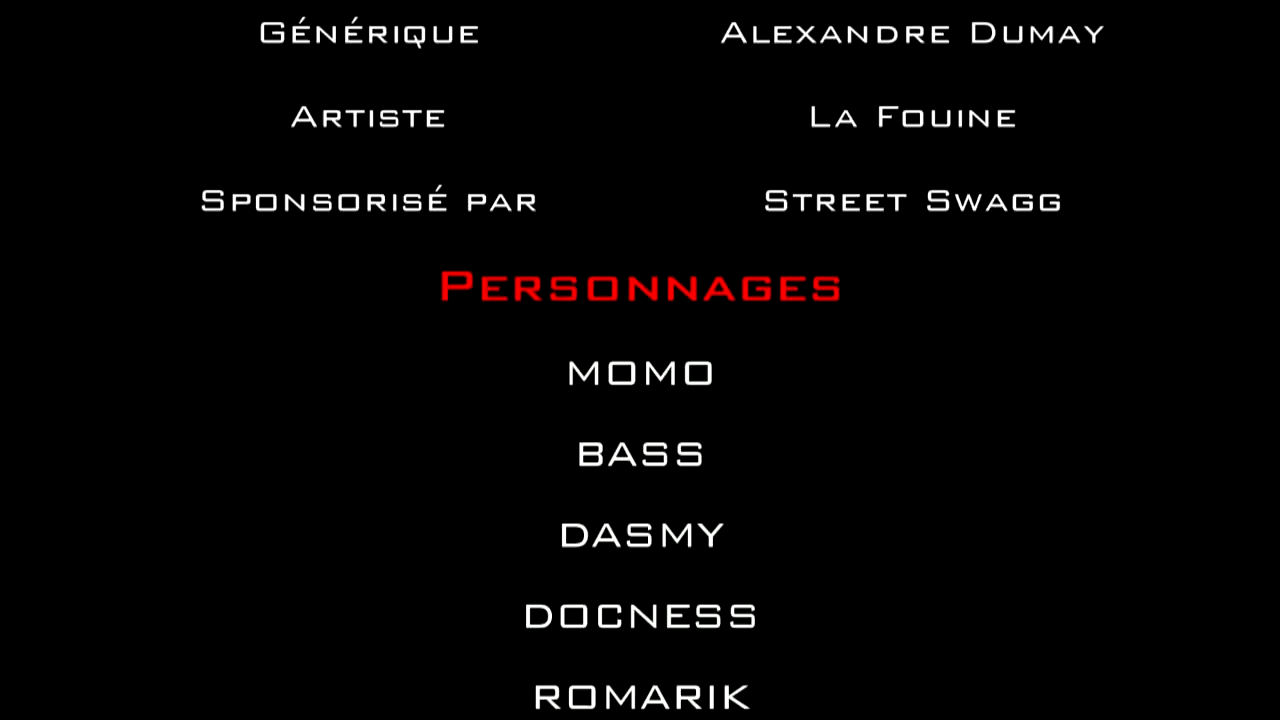 Générique Alexandre Dumay
Artiste La Fouine
Sponsorisé par Street Swagg
Personnages
MOMO
BASS
DASMY
DOCNESS
ROMARIK